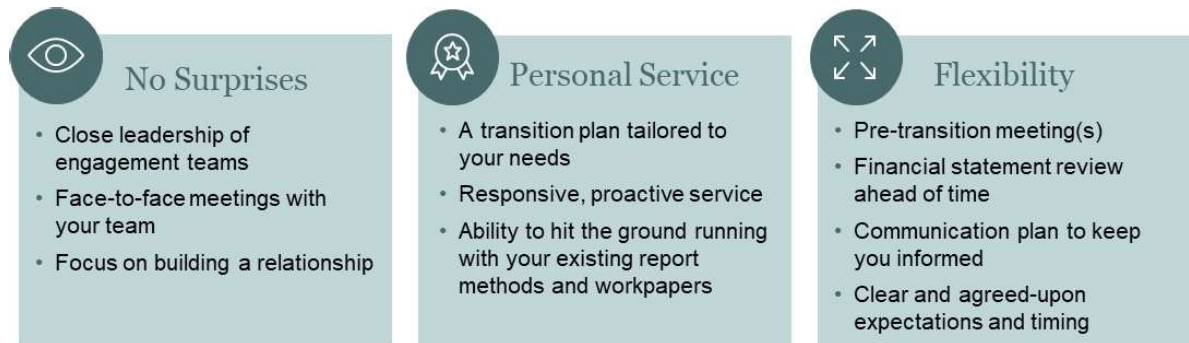 No Surprises
• Close leadership of
engagement teams
• Face-to-face meetings with
your team
• Focus on building a relationship
Personal Service
• A transition plan tailored to
your needs
• Responsive, proactive service
• Ability to hit the ground running
with your existing report
methods and workpapers
Flexibility
• Pre-transition meeting(s)
• Financial statement review
ahead of time
• Communication plan to keep
you informed
• Clear and agreed-upon
expectations and timing